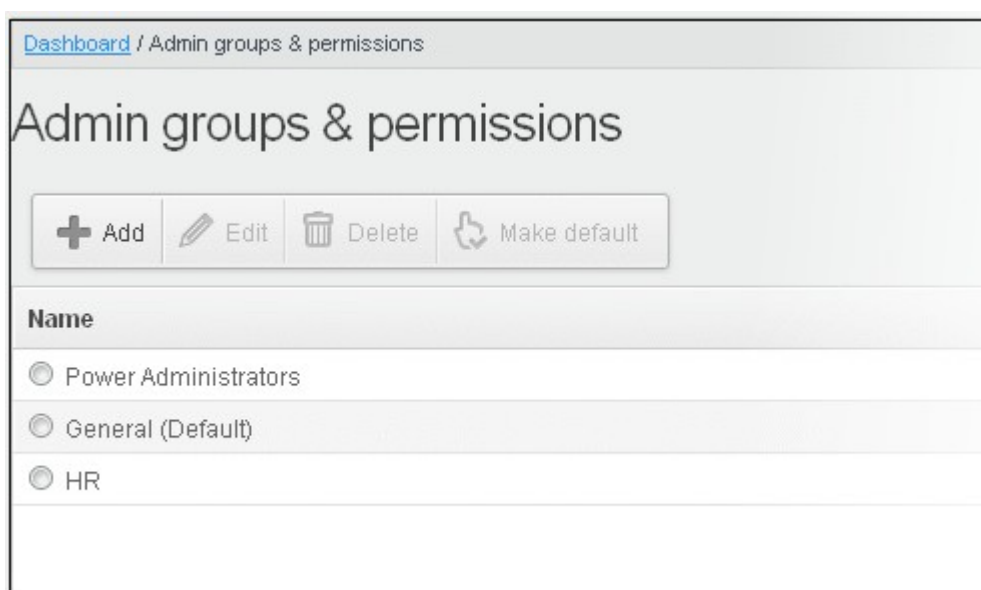 Dashboard / Admin groups & permissions
Admin groups & permissions
Add Edit Delete Make default
Name
Power Administrators
General (Default)
HR